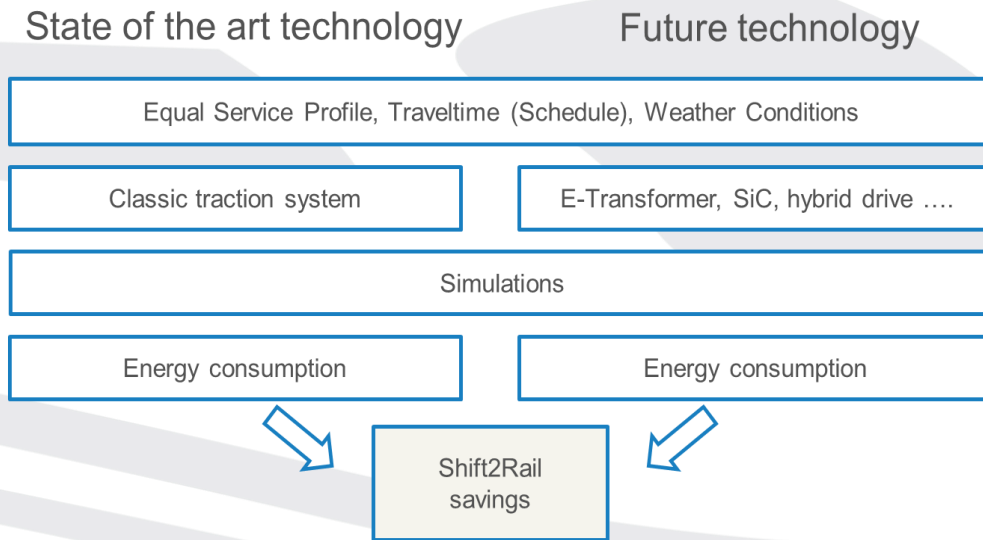 State of the art technology
Future technology
Equal Service Profile, Traveltime (Schedule), Weather Conditions
Classic traction system
E-Transformer, SiC, hybrid drive ....
Simulations
Energy consumption
Energy consumption
Shift2Rail
savings